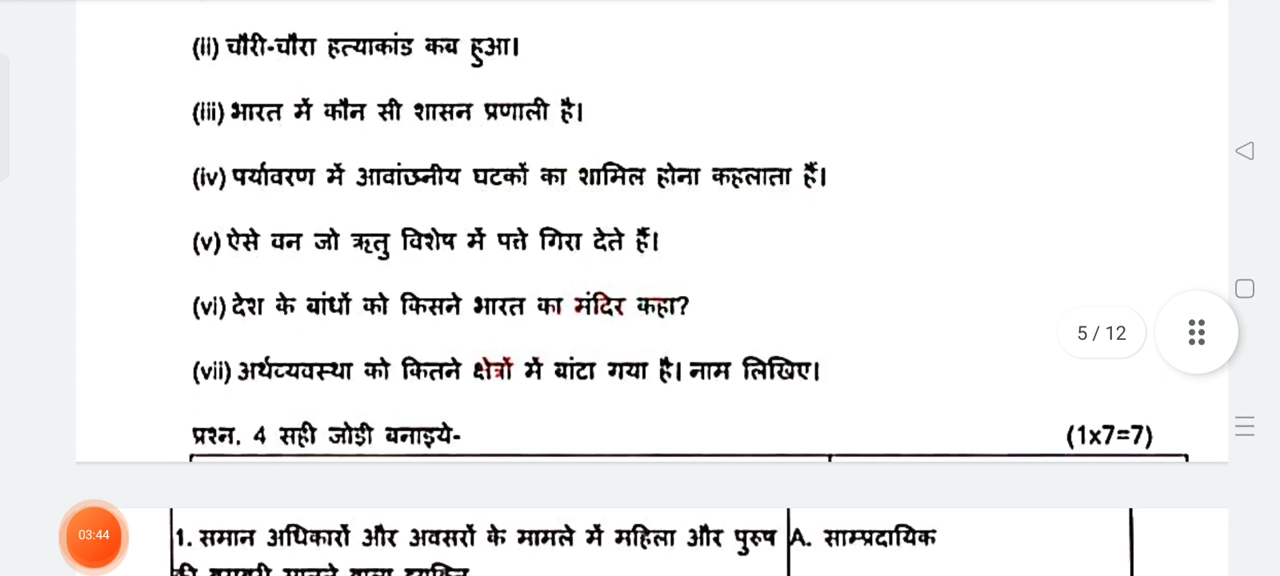 (ii) चौरी-चौरा हत्याकांड कब हुआ।
(iii) भारत में कौन सी शासन प्रणाली है।
(iv) पर्यावरण में आवांछनीय घटकों का शामिल होना कहलाता हैं।
(v) ऐसे वन जो ऋतु विशेष में पत्ते गिरा देते हैं।
(vi) देश के बांधों को किसने भारत का मंदिर कहा?
(vii) अर्थव्यवस्था को कितने क्षेत्रों में बांटा गया है। नाम लिखिए।
5 / 12
प्रश्न. 4 सही जोड़ी बनाइये- (1x7=7)
03:44
1. समान अधिकारों और अवसरों के मामले में महिला और पुरुष A. साम्प्रदायिक